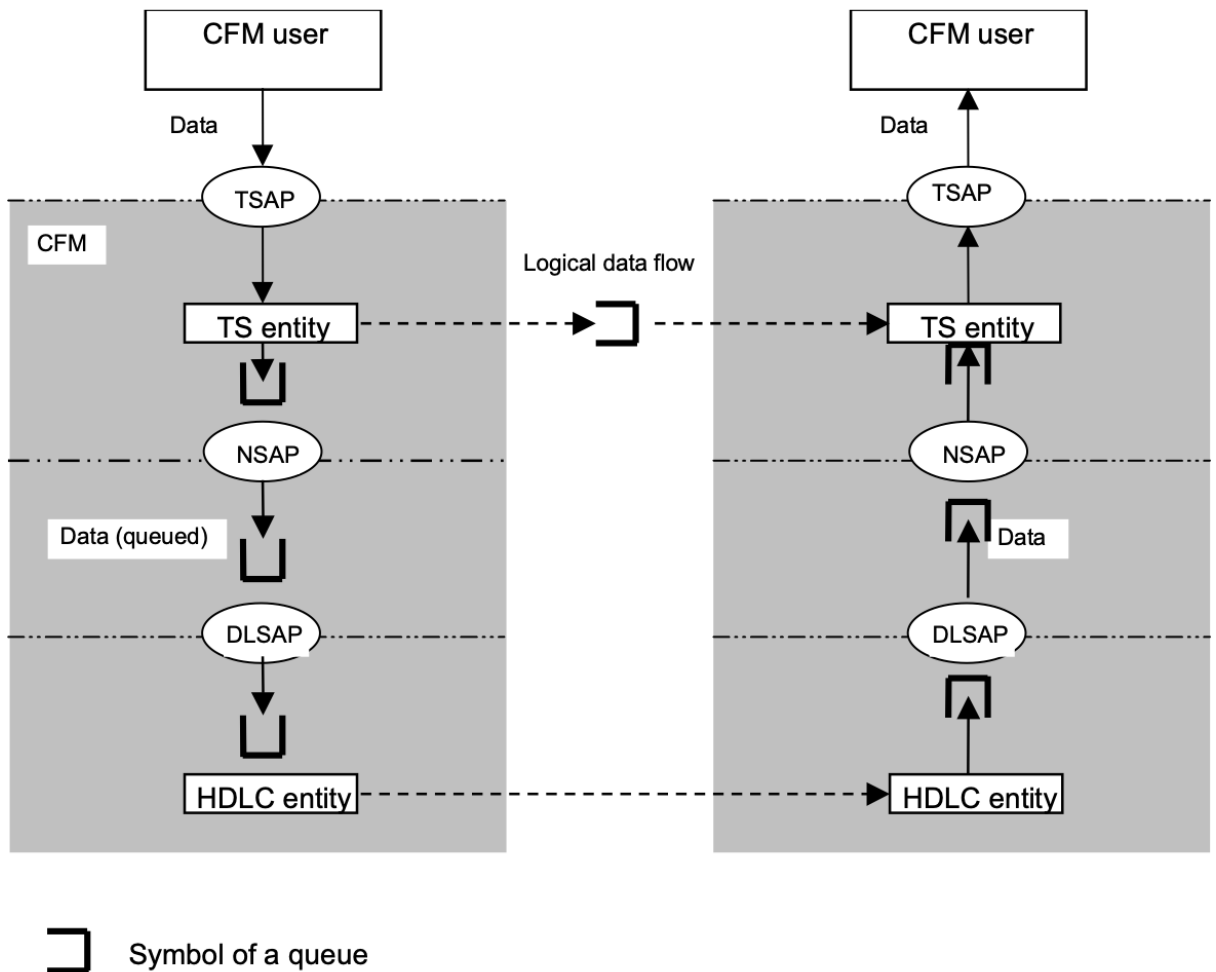 CFM user
CFM user
Data
Data
TSAP
TSAP
CFM
Logical data flow
TS entity
TS entity
NSAP
NSAP
Data (queued)
Data
DLSAP
DLSAP
HDLC entity
HDLC entity
Symbol of a queue